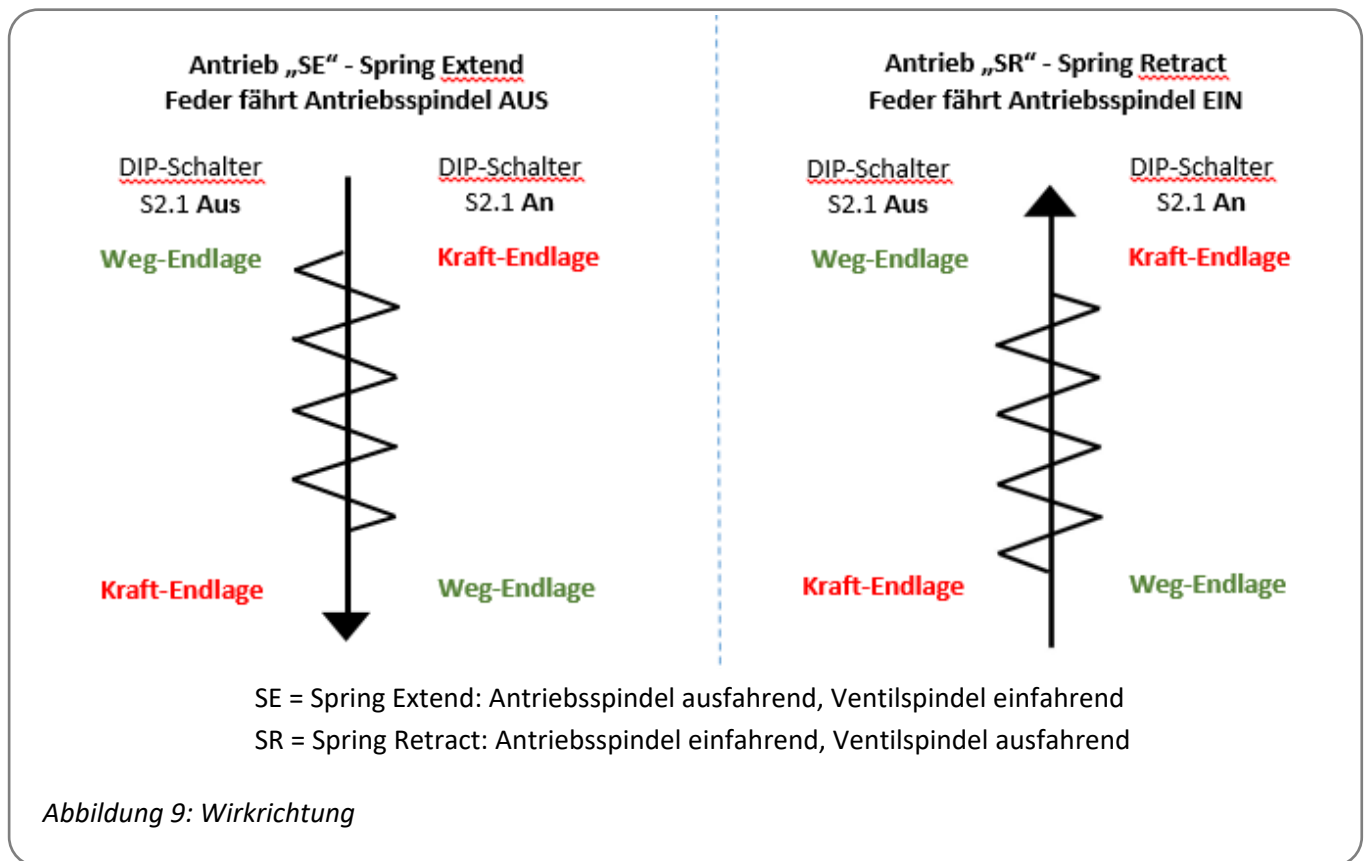 Antrieb „SE“ - Spring Extend
Feder fährt Antriebsspindel AUS
DIP-Schalter
S2.1 Aus
DIP-Schalter
S2.1 An
Weg-Endlage
Kraft-Endlage
Kraft-Endlage
Weg-Endlage
Antrieb „SR“ - Spring Retract
Feder fährt Antriebsspindel EIN
DIP-Schalter
S2.1 Aus
DIP-Schalter
S2.1 An
Weg-Endlage
Kraft-Endlage
Kraft-Endlage
Weg-Endlage
SE = Spring Extend: Antriebsspindel ausfahrend, Ventilspindel einfahrend
SR = Spring Retract: Antriebsspindel einfahrend, Ventilspindel ausfahrend
Abbildung 9: Wirkrichtung